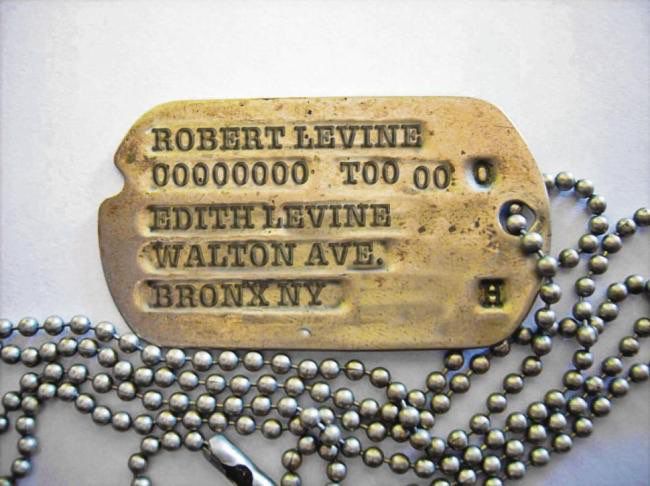 ROBERT LEVINE
00000000 T00 00 O
EDITH LEVINE
WALTON AVE.
BRONX NY H